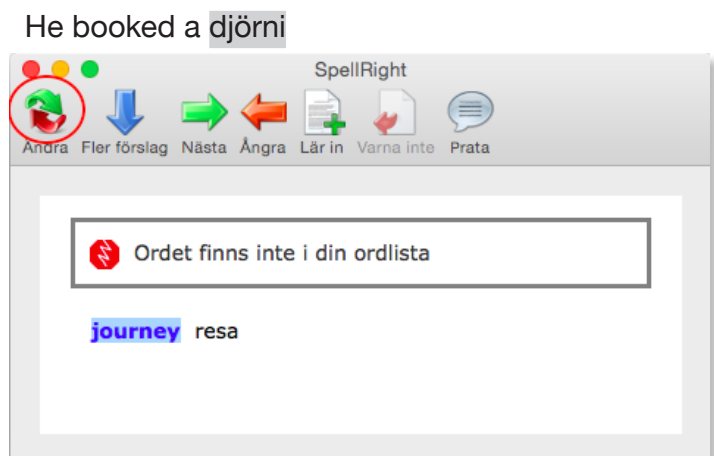 He booked a djörni
SpellRight
Ändra Fler förslag Nästa Ångra Lär in Varna inte Prata
Ordet finns inte i din ordlista
journey resa